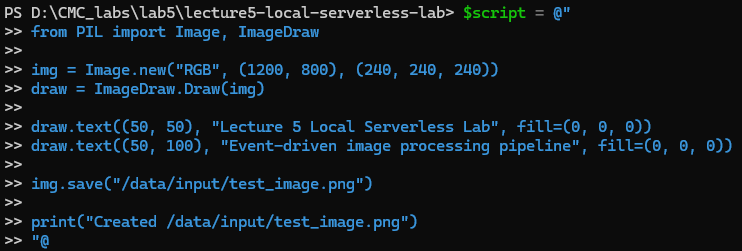 PS D:\CMC_labs\lab5\lecture5-local-serverless-lab> $script = @"
>> from PIL import Image, ImageDraw
>>
>> img = Image.new("RGB", (1200, 800), (240, 240, 240))
>> draw = ImageDraw.Draw(img)
>>
>> draw.text((50, 50), "Lecture 5 Local Serverless Lab", fill=(0, 0, 0))
>> draw.text((50, 100), "Event-driven image processing pipeline", fill=(0, 0, 0))
>>
>> img.save("/data/input/test_image.png")
>>
>> print("Created /data/input/test_image.png")
>> "@